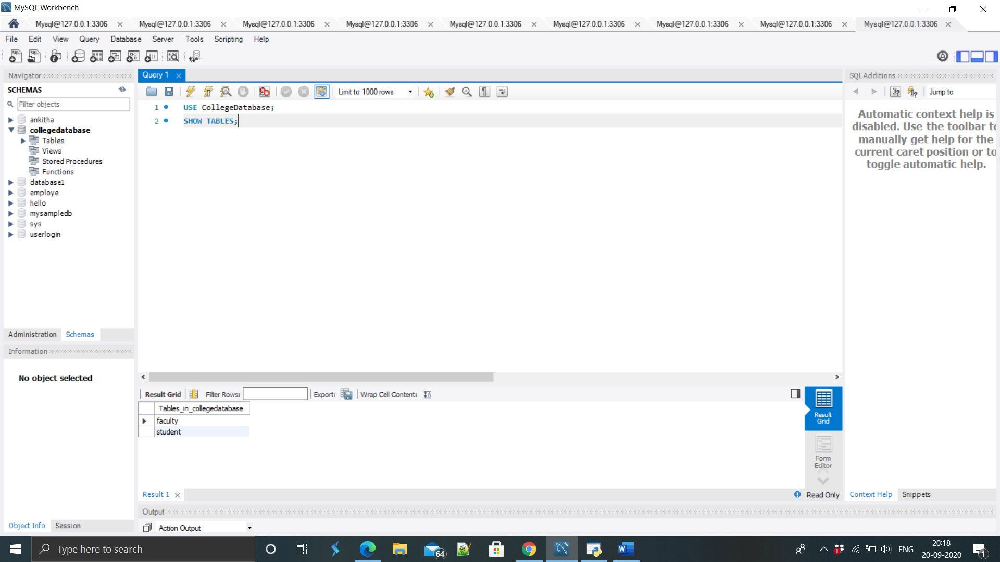 MySQL Workbench
Mysql@127.0.0.1:3306 Mysql@127.0.0.1:3306 Mysql@127.0.0.1:3306 Mysql@127.0.0.1:3306 Mysql@127.0.0.1:3306 Mysql@127.0.0.1:3306 Mysql@127.0.0.1:3306 Mysql@127.0.0.1:3306 Mysql@127.0.0.1:3306
File Edit View Query Database Server Tools Scripting Help
Navigator
SCHEMAS
Filter objects
ankitha
collegedatabase
Tables
Views
Stored Procedures
Functions
database1
employe
hello
mysampledb
sys
userlogin
Administration Schemas
Information
No object selected
Object Info Session
Query 1
Limit to 1000 rows
1 USE CollegeDatabase;
2 SHOW TABLES;
Result Grid Filter Rows: Export: Wrap Cell Content:
Tables_in_collegedatabase
faculty
student
Result
Grid
Form
Editor
Result 1
Read Only
Output
Action Output
SQLAdditions
Jump to
Automatic context help is
disabled. Use the toolbar to
manually get help for the
current caret position or to
toggle automatic help.
Context Help Snippets
Type here to search
64
1
ENG
20:18
20-09-2020
1